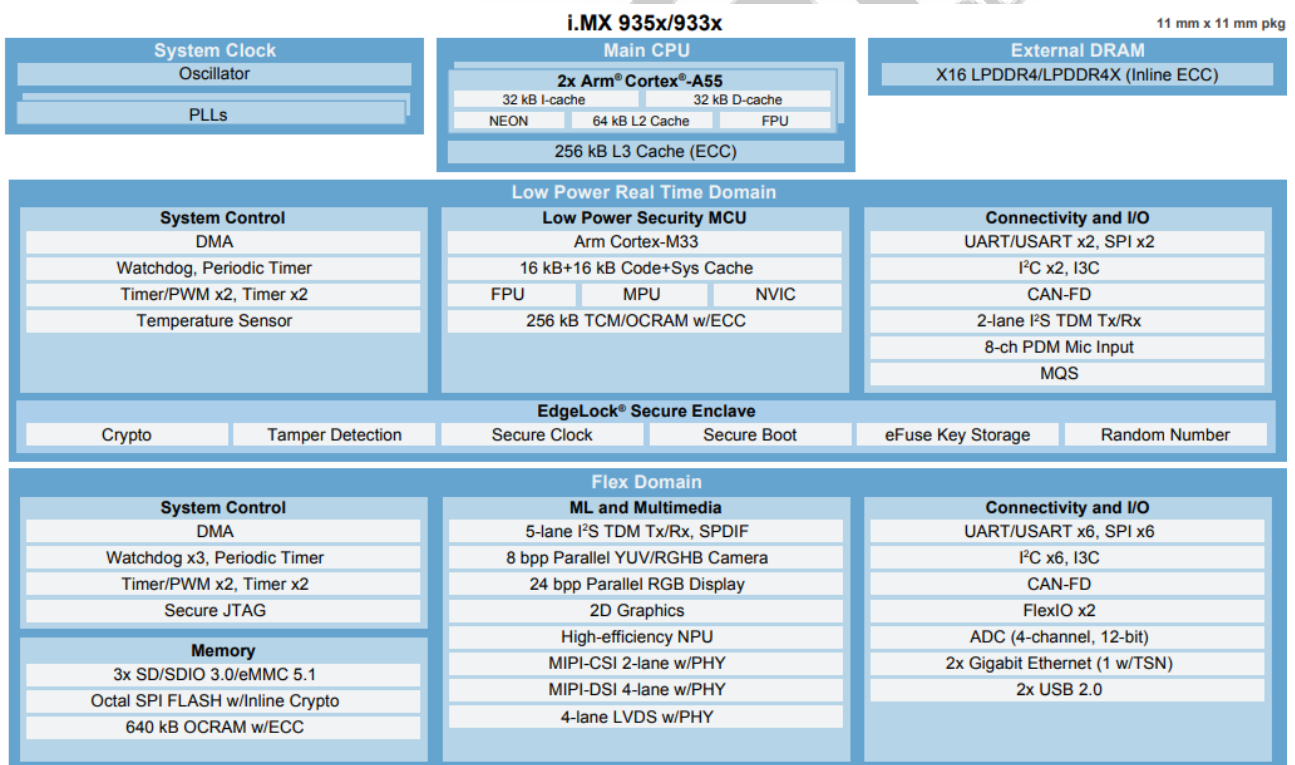 i.MX 935x/933x
11 mm x 11 mm pkg
System Clock
Oscillator
PLLs
Main CPU
2x Arm® Cortex®-A55
32 kB I-cache
32 kB D-cache
NEON
64 kB L2 Cache
FPU
256 kB L3 Cache (ECC)
External DRAM
X16 LPDDR4/LPDDR4X (Inline ECC)
Low Power Real Time Domain
System Control
DMA
Watchdog, Periodic Timer
Timer/PWM x2, Timer x2
Temperature Sensor
Low Power Security MCU
Arm Cortex-M33
16 kB+16 kB Code+Sys Cache
FPU
MPU
NVIC
256 kB TCM/OCRAM w/ECC
Connectivity and I/O
UART/USART x2, SPI x2
I²C x2, I3C
CAN-FD
2-lane I²S TDM Tx/Rx
8-ch PDM Mic Input
MQS
EdgeLock® Secure Enclave
Crypto
Tamper Detection
Secure Clock
Secure Boot
eFuse Key Storage
Random Number
Flex Domain
System Control
DMA
Watchdog x3, Periodic Timer
Timer/PWM x2, Timer x2
Secure JTAG
Memory
3x SD/SDIO 3.0/eMMC 5.1
Octal SPI FLASH w/Inline Crypto
640 kB OCRAM w/ECC
ML and Multimedia
5-lane I²S TDM Tx/Rx, SPDIF
8 bpp Parallel YUV/RGHB Camera
24 bpp Parallel RGB Display
2D Graphics
High-efficiency NPU
MIPI-CSI 2-lane w/PHY
MIPI-DSI 4-lane w/PHY
4-lane LVDS w/PHY
Connectivity and I/O
UART/USART x6, SPI x6
I²C x6, I3C
CAN-FD
FlexIO x2
ADC (4-channel, 12-bit)
2x Gigabit Ethernet (1 w/TSN)
2x USB 2.0